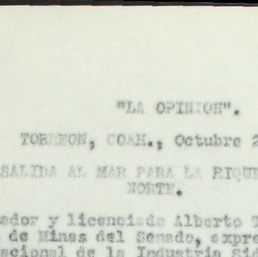 "LA OPINION".
TORREON, COAH., Octubre 2
SALIDA AL MAR PARA LA RIQUE
NORTE.
ador y licenciado Alberto T
de Minas del Senado, expre
acional de la Industria Sid